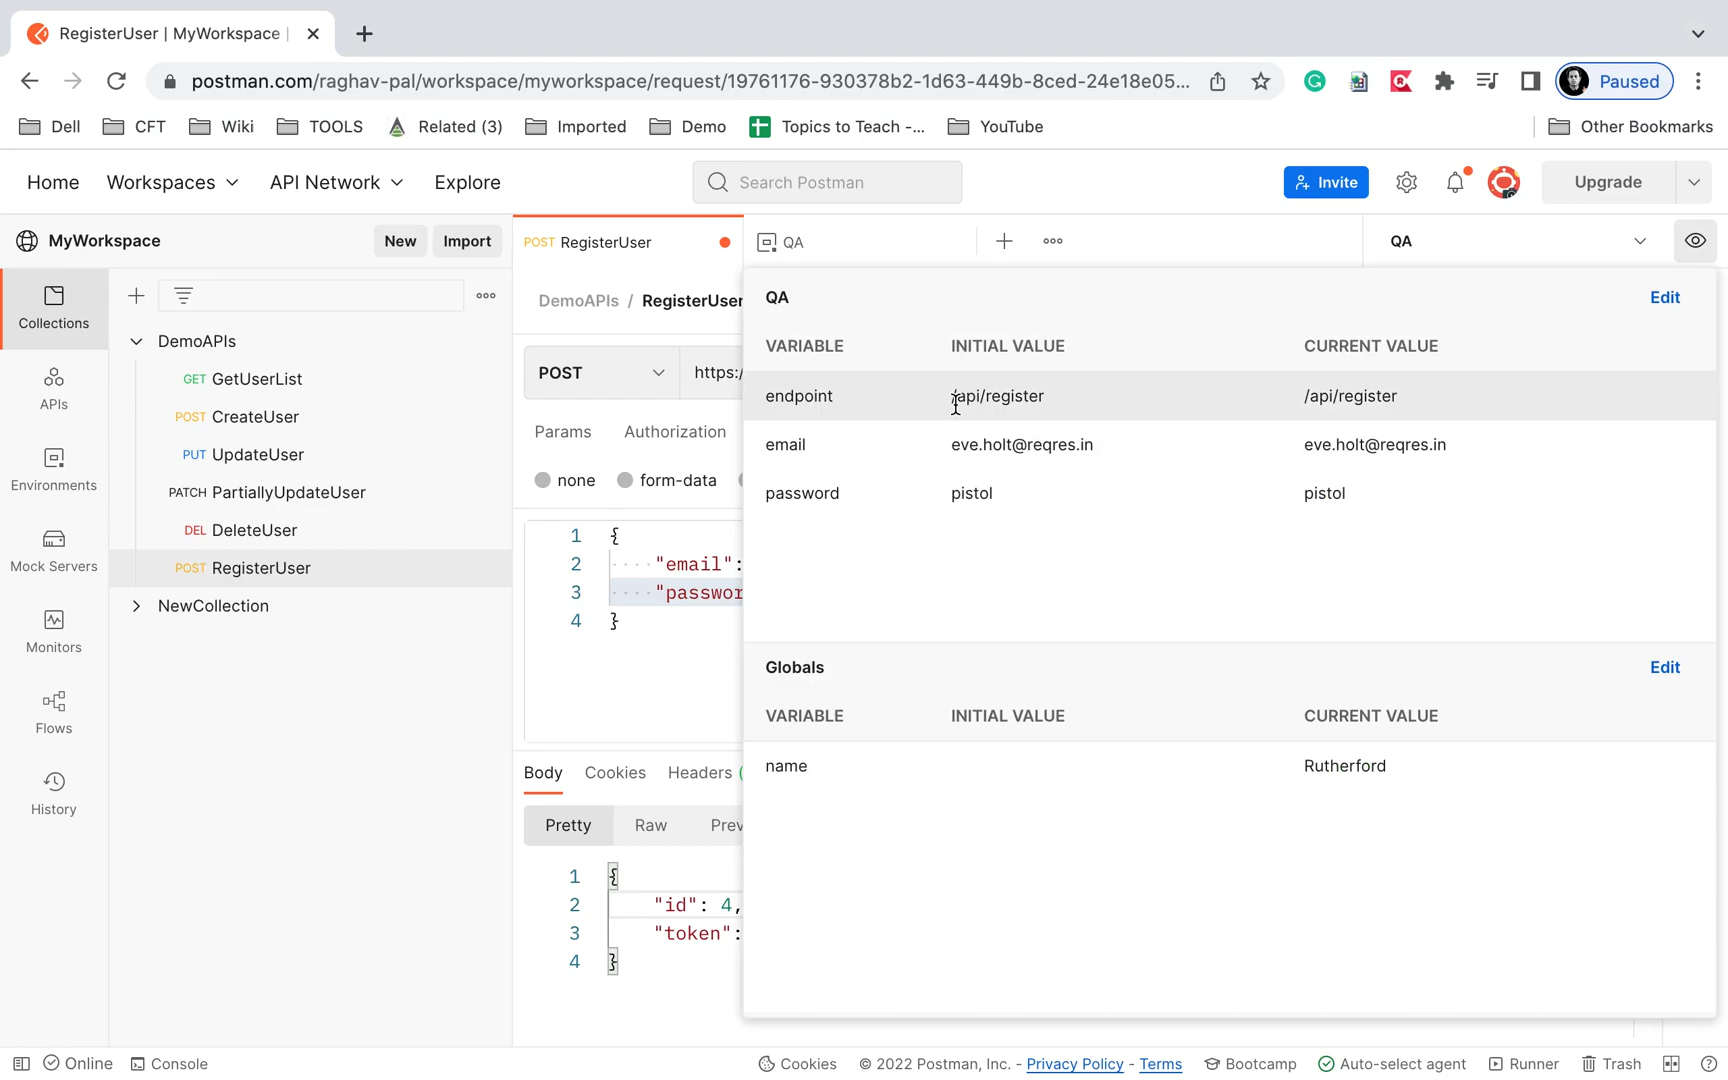 RegisterUser | MyWorkspace |
postman.com/raghav-pal/workspace/myworkspace/request/19761176-930378b2-1d63-449b-8ced-24e18e05...
Paused
Dell CFT Wiki TOOLS Related (3) Imported Demo Topics to Teach -... YouTube Other Bookmarks
Home Workspaces API Network Explore Search Postman Invite Upgrade
MyWorkspace New Import POST RegisterUser QA QA
Collections
APIs
Environments
Mock Servers
Monitors
Flows
History
DemoAPIs
GET GetUserList
POST CreateUser
PUT UpdateUser
PATCH PartiallyUpdateUser
DEL DeleteUser
POST RegisterUser
NewCollection
DemoAPIs / RegisterUser
POST https:/
Params Authorization
none form-data
1 {
2 "email":
3 "passwor
4 }
Body Cookies Headers (
Pretty Raw Prev
1 {
2 "id": 4,
3 "token":
4 }
QA Edit
VARIABLE INITIAL VALUE CURRENT VALUE
endpoint /api/register /api/register
email eve.holt@reqres.in eve.holt@reqres.in
password pistol pistol
Globals Edit
VARIABLE INITIAL VALUE CURRENT VALUE
name Rutherford
Online Console Cookies © 2022 Postman, Inc. - Privacy Policy - Terms Bootcamp Auto-select agent Runner Trash